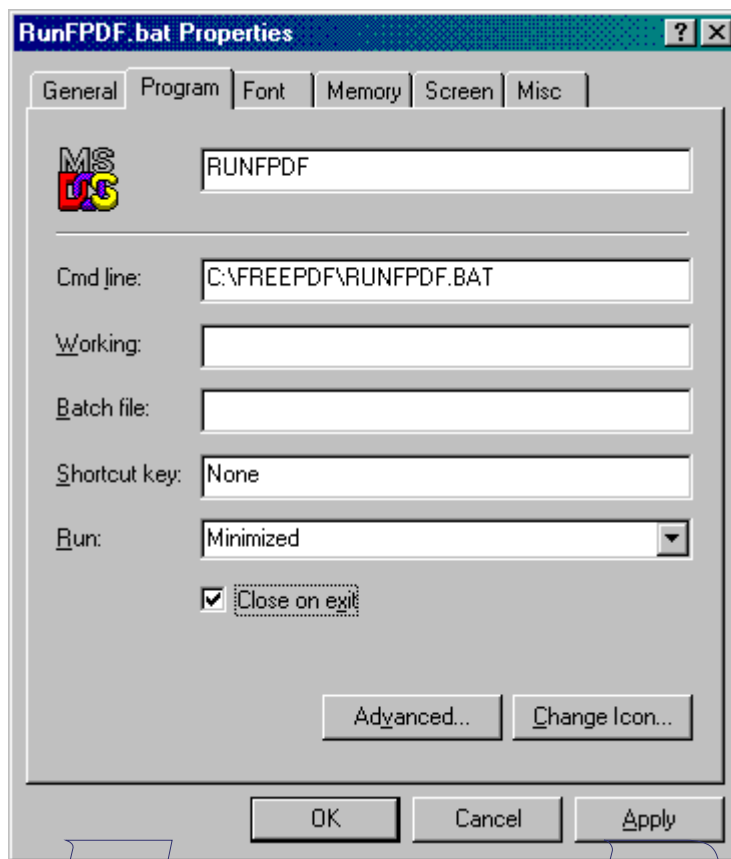 RunFPDF.bat Properties
General Program Font Memory Screen Misc
MS DOS
RUNFPDF
Cmd line: C:\FREEPDF\RUNFPDF.BAT
Working:
Batch file:
Shortcut key: None
Run: Minimized
Close on exit
Advanced... Change Icon...
OK Cancel Apply